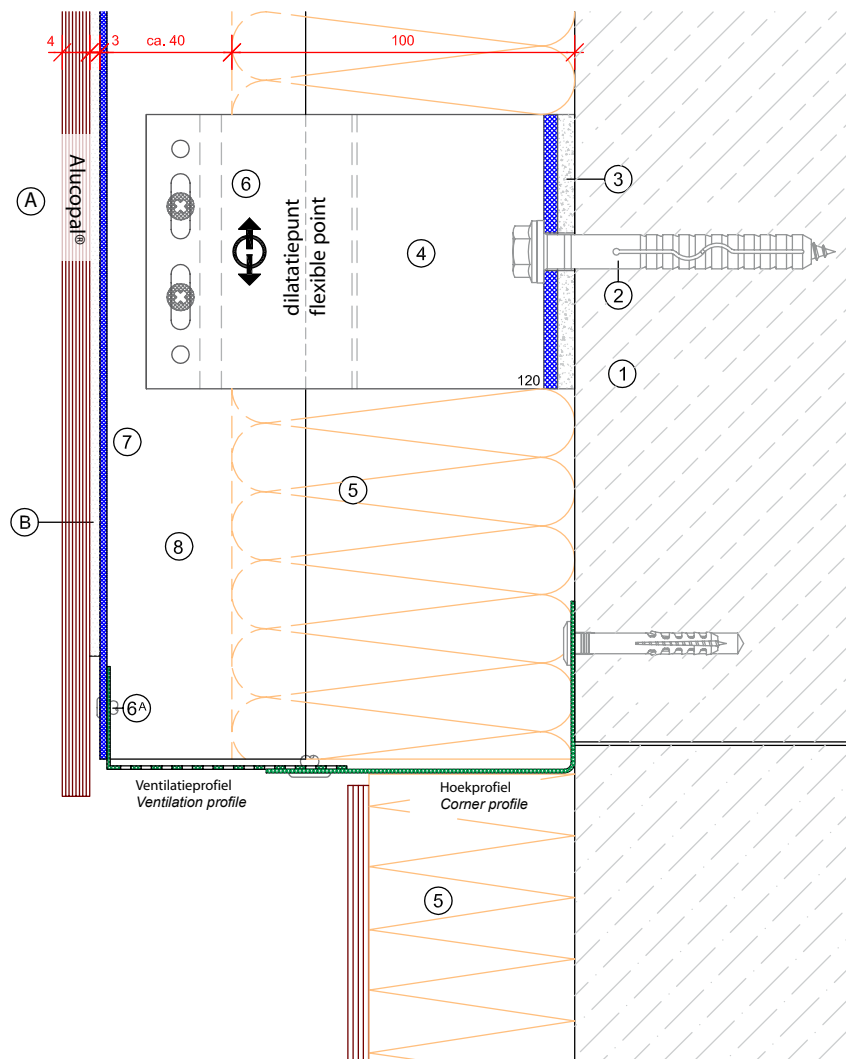 4
3
ca. 40
100
A
Alucopal®
6
dilatatiepunt
flexible point
4
3
2
120
1
7
5
B
8
6A
Ventilatieprofiel
Ventilation profile
Hoekprofiel
Corner profile
5